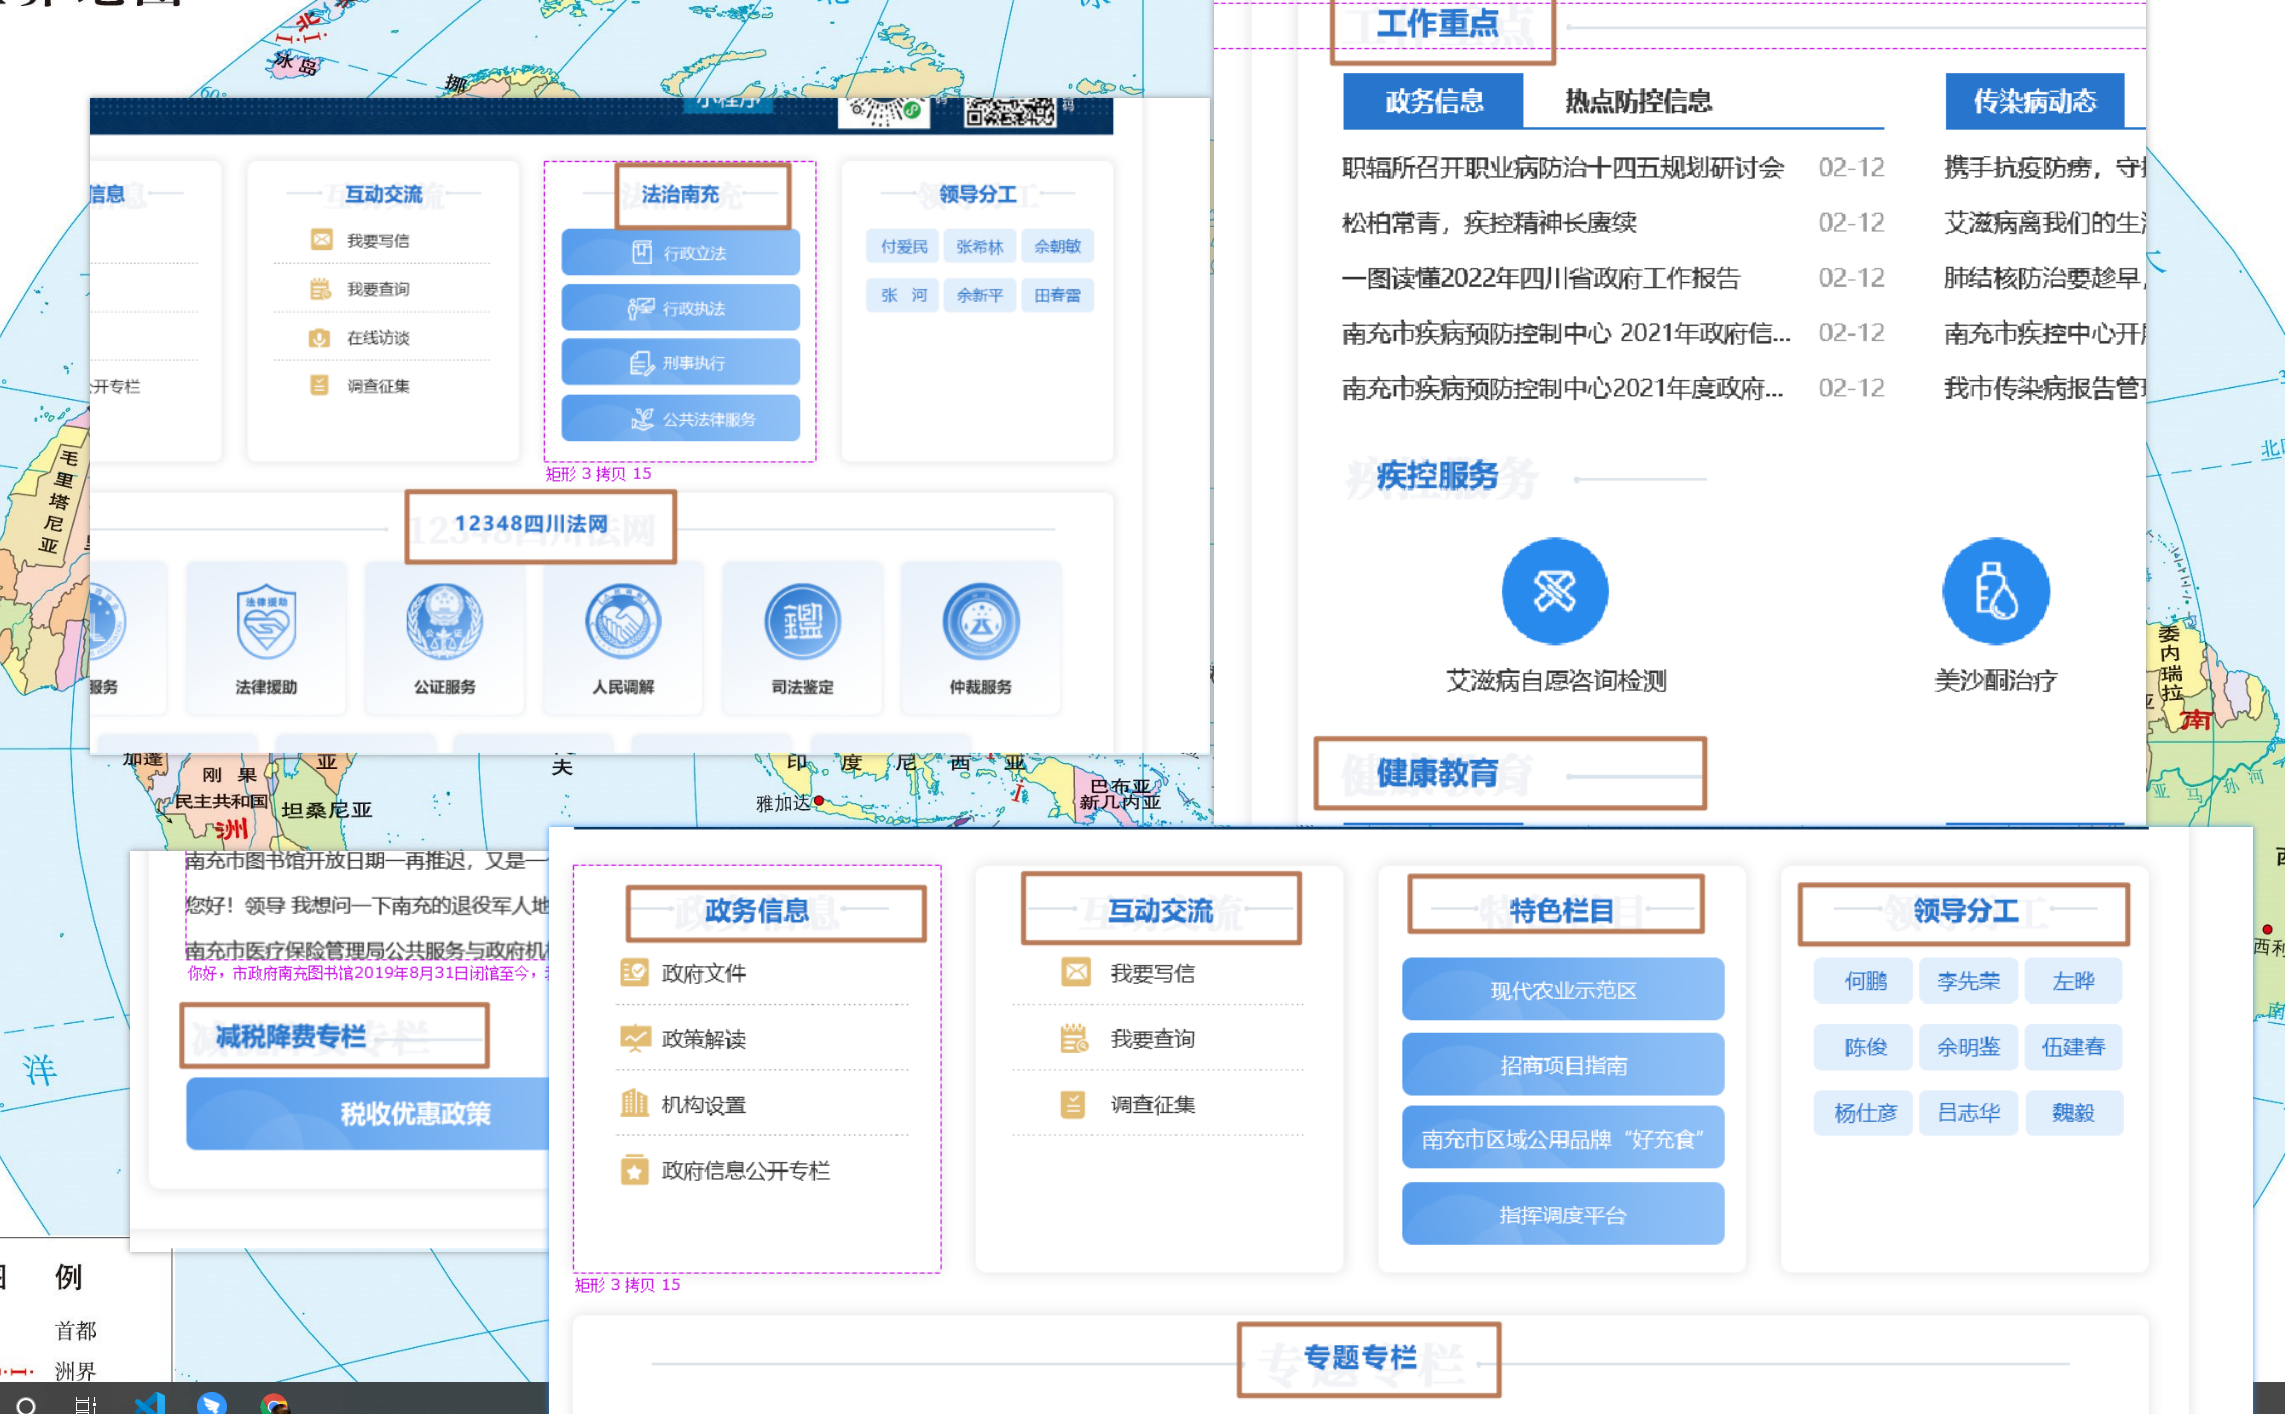 冰岛
挪
60°
小程序
信息
公开专栏
互动交流
我要写信
我要查询
在线访谈
调查征集
法治南充
行政立法
行政执法
刑事执行
公共法律服务
矩形 3 拷贝 15
领导分工
付爱民 张希林 余朝敏
张 河 余新平 田春雷
12348四川法网
服务
法律援助
公证服务
人民调解
司法鉴定
仲裁服务
工作重点
政务信息 热点防控信息
职辐所召开职业病防治十四五规划研讨会 02-12
松柏常青，疾控精神长赓续 02-12
一图读懂2022年四川省政府工作报告 02-12
南充市疾病预防控制中心 2021年政府信... 02-12
南充市疾病预防控制中心2021年度政府... 02-12
传染病动态
携手抗疫防痨，守
艾滋病离我们的生
肺结核防治要趁早，
南充市疾控中心开
我市传染病报告管
疾控服务
艾滋病自愿咨询检测
美沙酮治疗
健康教育
毛里塔尼亚
加蓬
刚果
民主共和国
坦桑尼亚
洲
夫
印度尼西亚
雅加达
巴布亚
新几内亚
委内瑞拉
南
亚马孙河
洋
例
首都
洲界
南充市图书馆开放日期一再推迟，又是一
您好！领导 我想问一下南充的退役军人地
南充市医疗保险管理局公共服务与政府机
你好，市政府南充图书馆2019年8月31日闭馆至今，
减税降费专栏
税收优惠政策
政务信息
政府文件
政策解读
机构设置
政府信息公开专栏
矩形 3 拷贝 15
互动交流
我要写信
我要查询
调查征集
特色栏目
现代农业示范区
招商项目指南
南充市区域公用品牌“好充食”
指挥调度平台
领导分工
何鹏 李先荣 左晔
陈俊 余明鉴 伍建春
杨仕彦 吕志华 魏毅
专题专栏